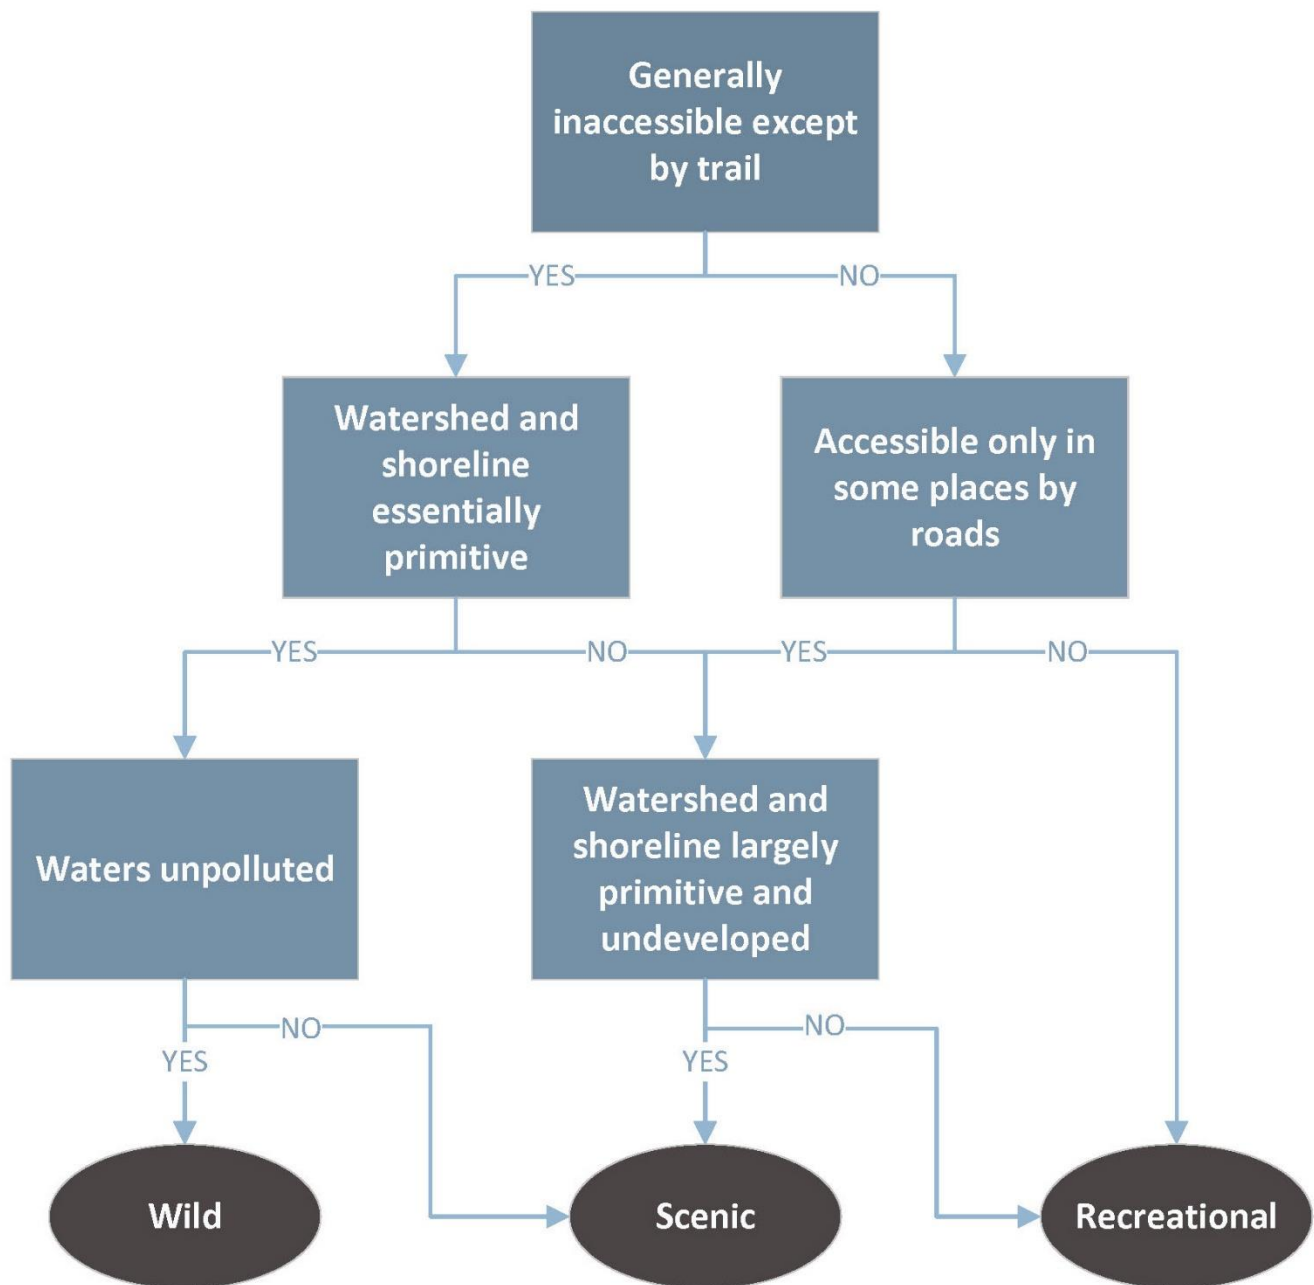 Generally
inaccessible except
by trail
YES
NO
Watershed and
shoreline
essentially
primitive
Accessible only in
some places by
roads
YES
NO
YES
NO
Waters unpolluted
Watershed and
shoreline largely
primitive and
undeveloped
NO
YES
NO
YES
Wild
Scenic
Recreational